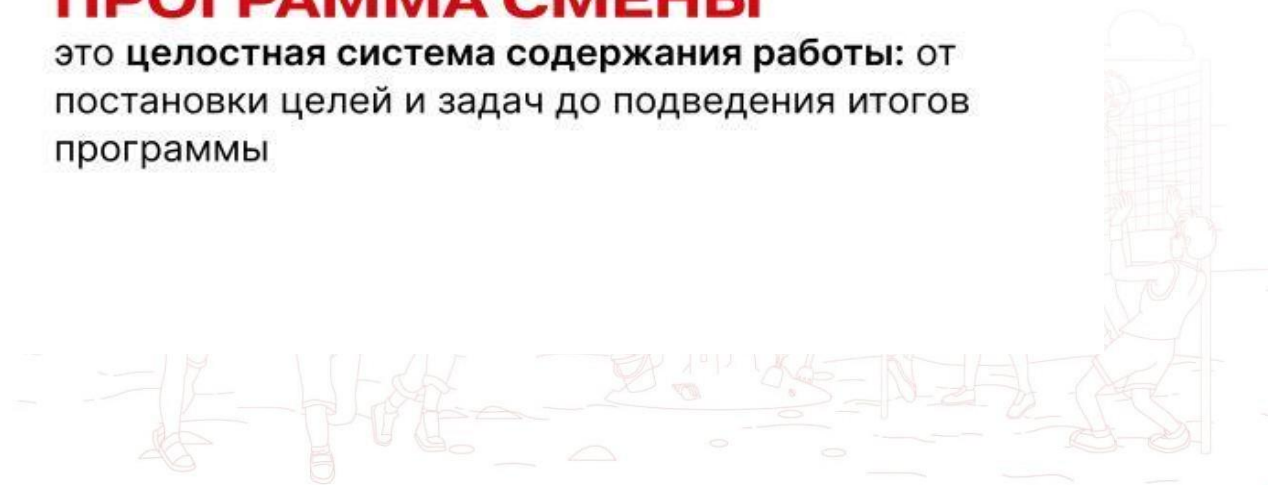 ПРОГРАММА СМЕНЫ
это целостная система содержания работы: от
постановки целей и задач до подведения итогов
программы